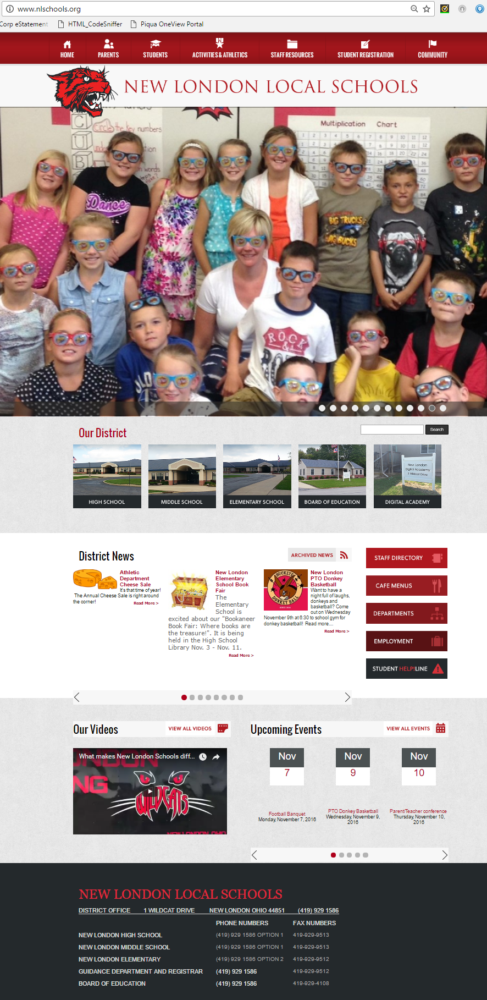 www.nlschools.org
Corp eStatement HTML_CodeSniffer Piqua OneView Portal
HOME PARENTS STUDENTS ACTIVITIES & ATHLETICS STAFF RESOURCES STUDENT REGISTRATION COMMUNITY
NEW LONDON LOCAL SCHOOLS
CUB
Circle the key numbers
Multiplication Chart
Dance
BIG TRUCKS
BIG BUCKS
ROCK
Our District
Search
HIGH SCHOOL MIDDLE SCHOOL ELEMENTARY SCHOOL BOARD OF EDUCATION DIGITAL ACADEMY
New London
Digital Academy
3 Wildcat Drive
District News
ARCHIVED NEWS
Athletic
Department
Cheese Sale
It's that time of year!
The Annual Cheese Sale is right around
the corner!
Read More >
New London
Elementary
School Book
Fair
The
Elementary
School is
excited about our "Bookaneer
Book Fair: Where books are
the treasure!". It is being
held in the High School
Library Nov. 3 - Nov. 11.
Read More >
BUCKEYE
DONKEY BALL
New London
PTO Donkey
Basketball
Want to have a
night full of laughs,
donkeys and
basketball? Come
out on Wednesday
November 9th at 6:30 to school gym for
donkey basketball! Read more....
Read More >
STAFF DIRECTORY
CAFE MENUS
DEPARTMENTS
EMPLOYMENT
STUDENT HELP!LINE
Our Videos
VIEW ALL VIDEOS
What makes New London Schools diff...
WILDCATS
Upcoming Events
VIEW ALL EVENTS
Nov
7
Football Banquet
Monday, November 7, 2016
Nov
9
PTO Donkey Basketball
Wednesday, November 9,
2016
Nov
10
Parent/Teacher conference
Thursday, November 10,
2016
NEW LONDON LOCAL SCHOOLS
DISTRICT OFFICE 1 WILDCAT DRIVE NEW LONDON OHIO 44851 (419) 929 1586
PHONE NUMBERS FAX NUMBERS
NEW LONDON HIGH SCHOOL (419) 929 1586 OPTION 1 419-929-9513
NEW LONDON MIDDLE SCHOOL (419) 929 1586 OPTION 1 419-929-9513
NEW LONDON ELEMENTARY (419) 929 1586 OPTION 2 419-929-9512
GUIDANCE DEPARTMENT AND REGISTRAR (419) 929 1586 419-929-9512
BOARD OF EDUCATION (419) 929 1586 419-929-4108